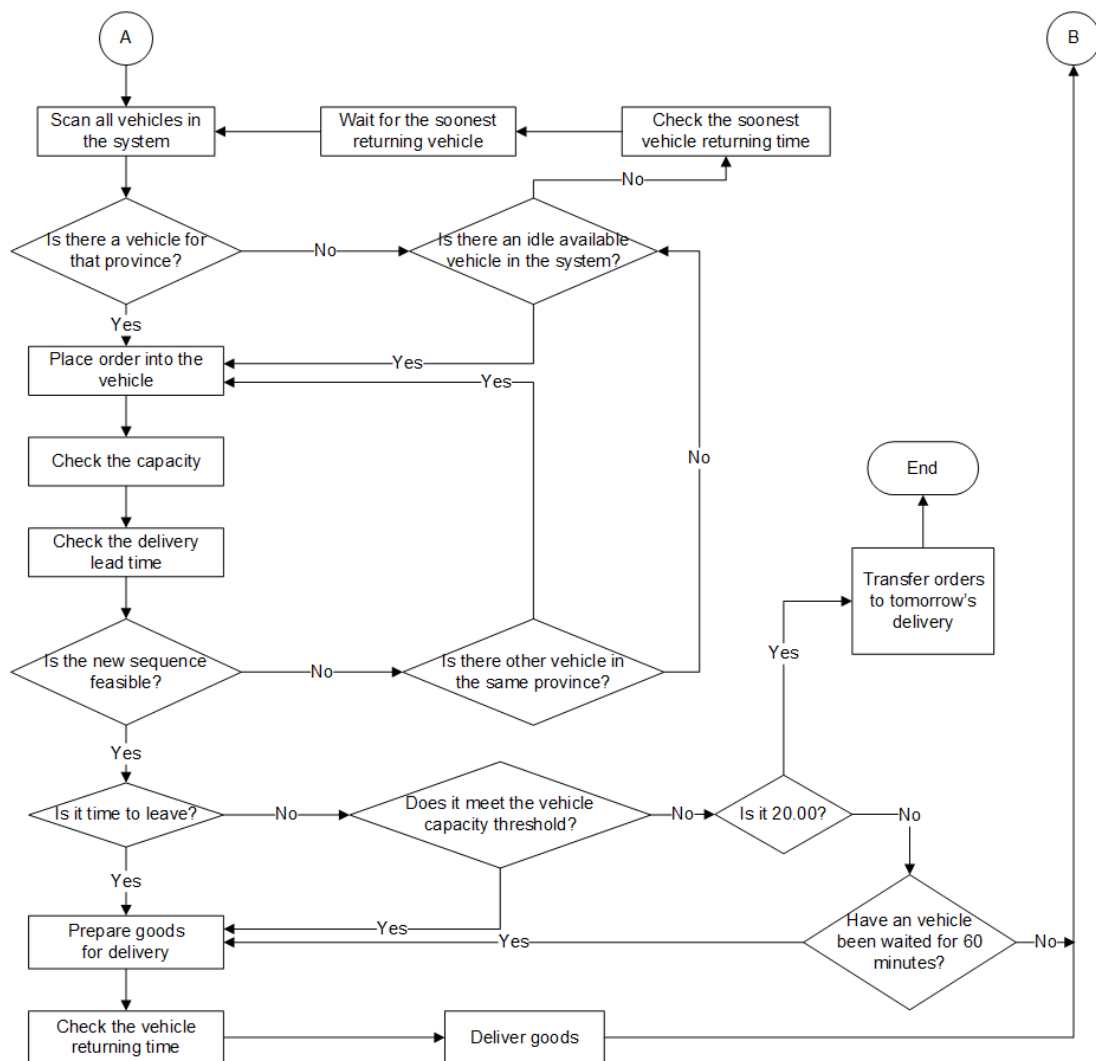 A
B
Scan all vehicles in
the system
Wait for the soonest
returning vehicle
Check the soonest
vehicle returning time
No
Is there a vehicle for
that province?
No
Is there an idle available
vehicle in the system?
Yes
Yes
Place order into the
vehicle
Yes
Check the capacity
No
End
Check the delivery
lead time
Transfer orders
to tomorrow's
delivery
Is the new sequence
feasible?
No
Is there other vehicle in
the same province?
Yes
Yes
Is it time to leave?
No
Does it meet the vehicle
capacity threshold?
No
Is it 20.00?
No
Yes
Prepare goods
for delivery
Yes
Yes
Have an vehicle
been waited for 60
minutes?
No
Check the vehicle
returning time
Deliver goods